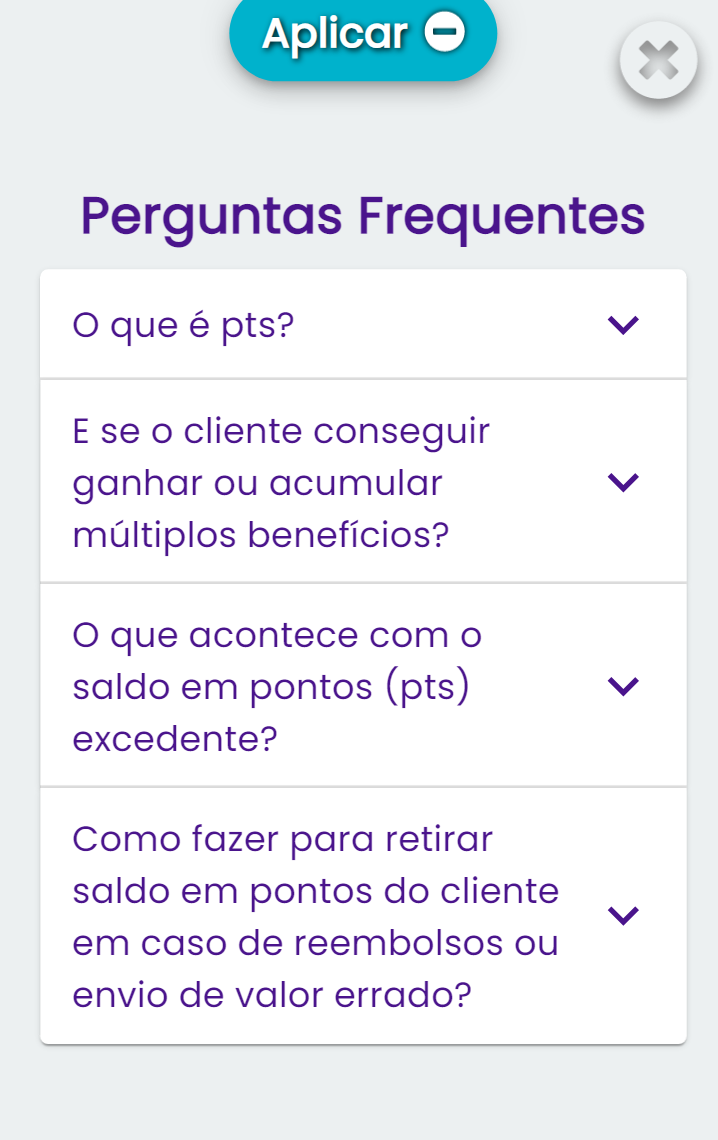 Aplicar
Perguntas Frequentes
O que é pts?
E se o cliente conseguir
ganhar ou acumular
múltiplos benefícios?
O que acontece com o
saldo em pontos (pts)
excedente?
Como fazer para retirar
saldo em pontos do cliente
em caso de reembolsos ou
envio de valor errado?